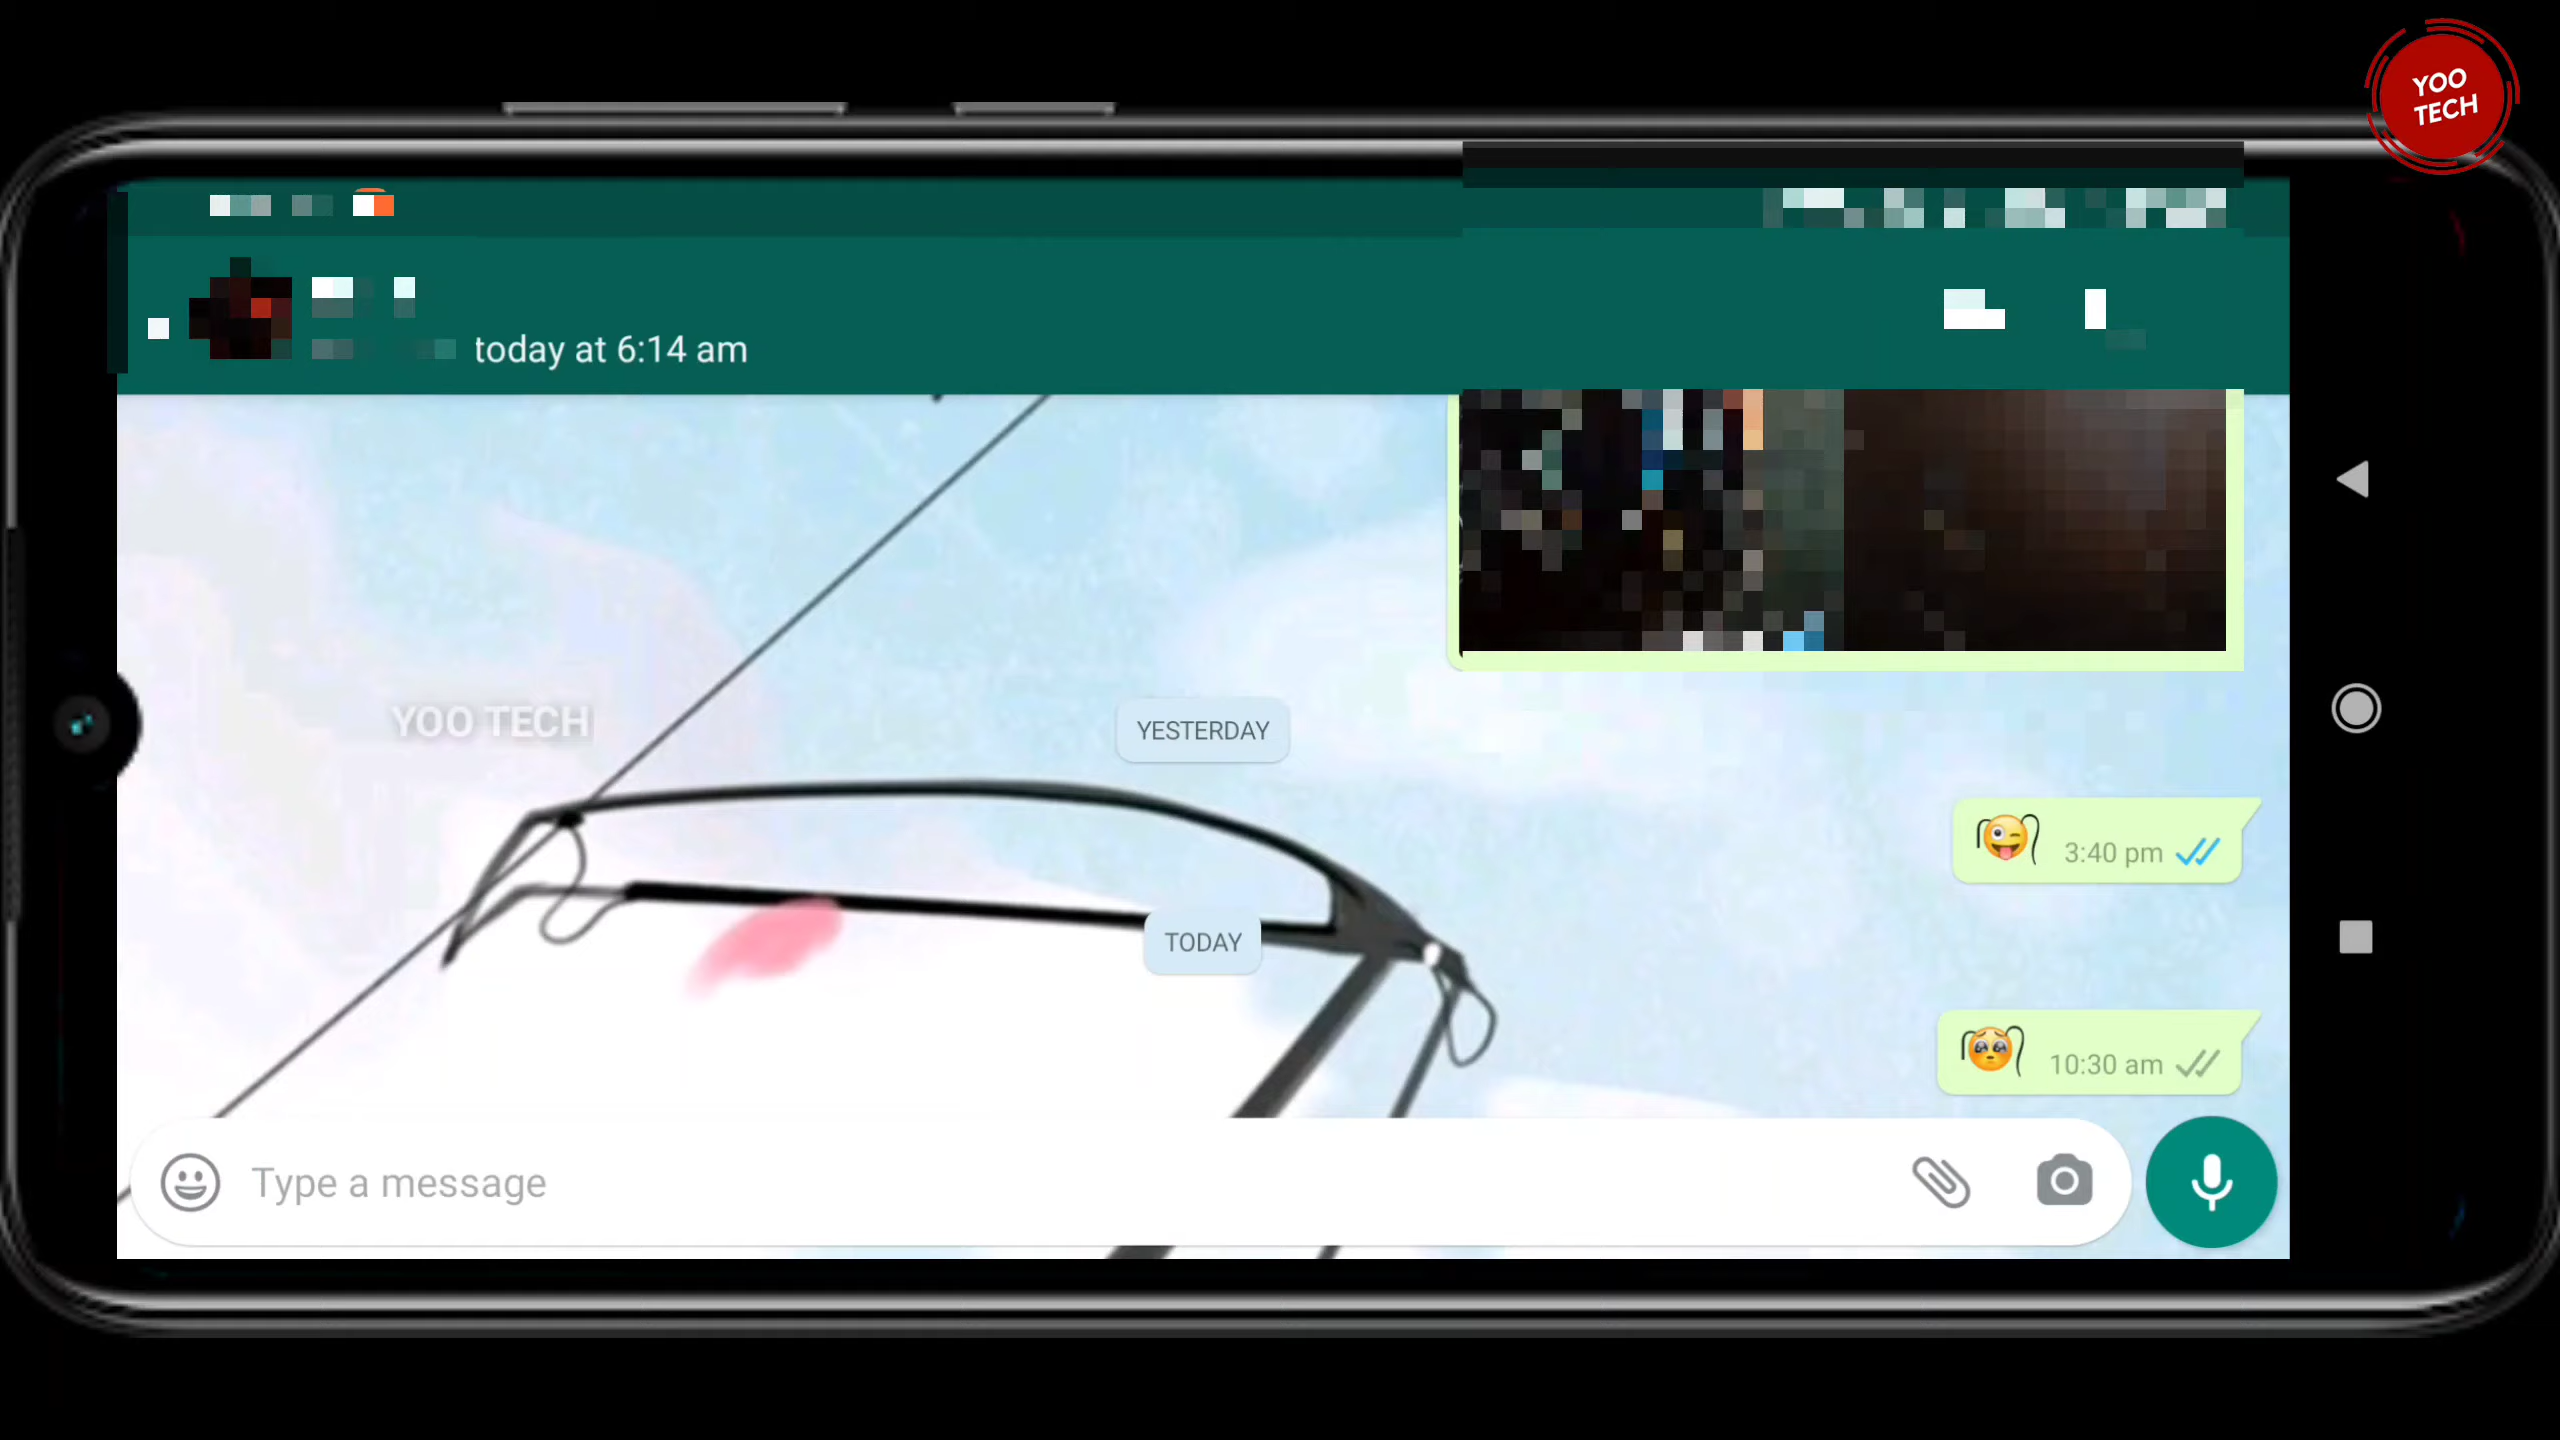 YOO
TECH
today at 6:14 am
YOO TECH
YESTERDAY
3:40 pm
TODAY
10:30 am
Type a message